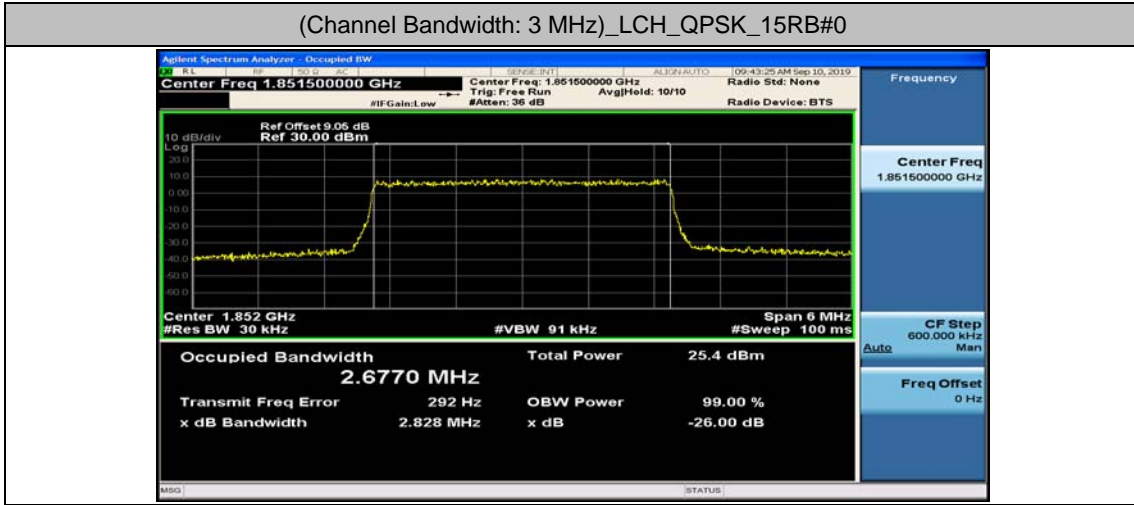 (Channel Bandwidth: 3 MHz)_LCH_QPSK_15RB#0
Agilent Spectrum Analyzer - Occupied BW
RL RF 50 Ω AC SENSE:INT ALIGN AUTO 09:43:25 AM Sep 10, 2019
Center Freq 1.851500000 GHz
Center Freq: 1.851500000 GHz
Radio Std: None
Trig: Free Run Avg|Hold: 10/10
#IFGain:Low #Atten: 36 dB Radio Device: BTS
Ref Offset 9.05 dB
10 dB/div Ref 30.00 dBm
Log
20.0
10.0
0.00
-10.0
-20.0
-30.0
-40.0
-50.0
-60.0
Center 1.852 GHz Span 6 MHz
#Res BW 30 kHz #VBW 91 kHz #Sweep 100 ms
Occupied Bandwidth Total Power 25.4 dBm
2.6770 MHz
Transmit Freq Error 292 Hz OBW Power 99.00 %
x dB Bandwidth 2.828 MHz x dB -26.00 dB
MSG STATUS
Frequency
Center Freq
1.851500000 GHz
CF Step
600.000 kHz
Auto Man
Freq Offset
0 Hz